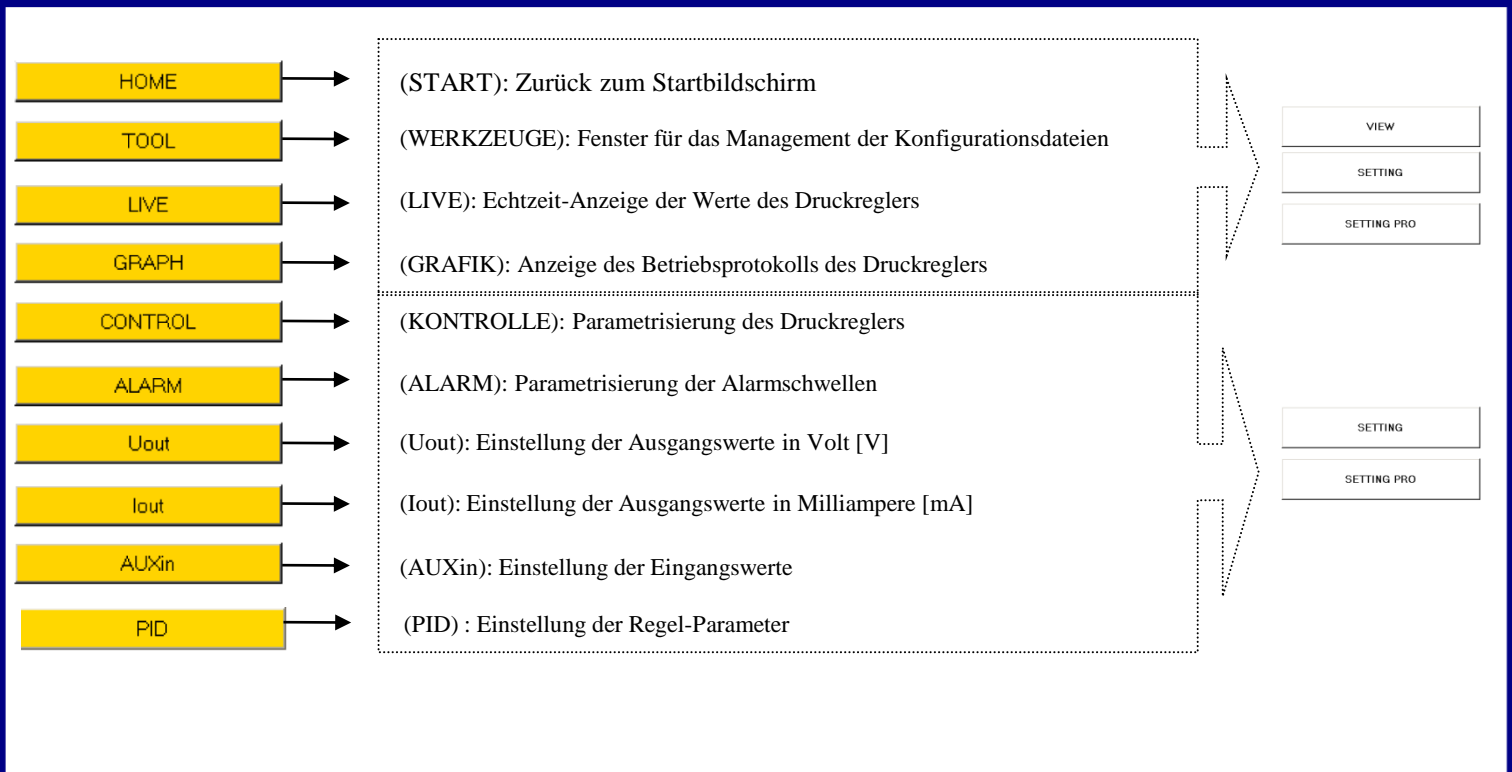 HOME
(START): Zurück zum Startbildschirm
TOOL
(WERKZEUGE): Fenster für das Management der Konfigurationsdateien
LIVE
(LIVE): Echtzeit-Anzeige der Werte des Druckreglers
GRAPH
(GRAFIK): Anzeige des Betriebsprotokolls des Druckreglers
VIEW
SETTING
SETTING PRO
CONTROL
(KONTROLLE): Parametrisierung des Druckreglers
ALARM
(ALARM): Parametrisierung der Alarmschwellen
Uout
(Uout): Einstellung der Ausgangswerte in Volt [V]
Iout
(Iout): Einstellung der Ausgangswerte in Milliampere [mA]
AUXin
(AUXin): Einstellung der Eingangswerte
PID
(PID) : Einstellung der Regel-Parameter
SETTING
SETTING PRO